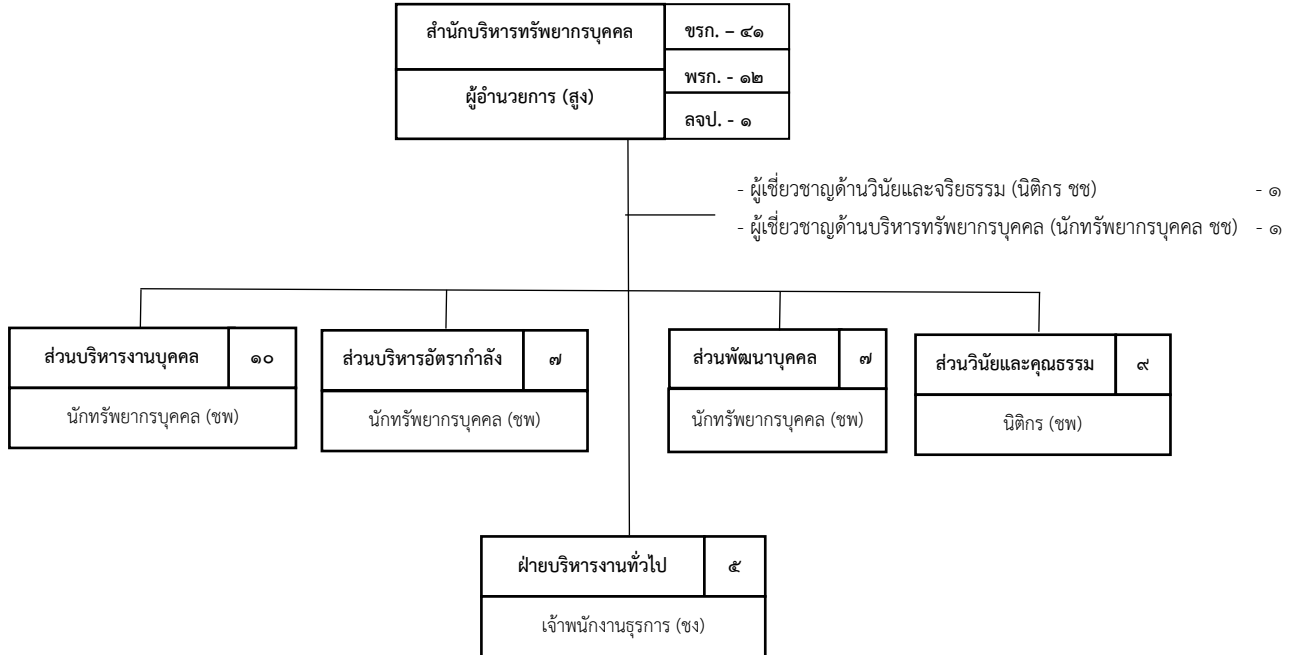 สำนักบริหารทรัพยากรบุคคล
ขรก. – ๔๑
พรก. - ๑๒
ผู้อำนวยการ (สูง)
ลจป. - ๑
- ผู้เชี่ยวชาญด้านวินัยและจริยธรรม (นิติกร ชช) - ๑
- ผู้เชี่ยวชาญด้านบริหารทรัพยากรบุคคล (นักทรัพยากรบุคคล ชช) - ๑
ส่วนบริหารงานบุคคล ๑๐
นักทรัพยากรบุคคล (ชพ)
ส่วนบริหารอัตรากำลัง ๗
นักทรัพยากรบุคคล (ชพ)
ส่วนพัฒนาบุคคล ๗
นักทรัพยากรบุคคล (ชพ)
ส่วนวินัยและคุณธรรม ๙
นิติกร (ชพ)
ฝ่ายบริหารงานทั่วไป ๕
เจ้าพนักงานธุรการ (ชง)